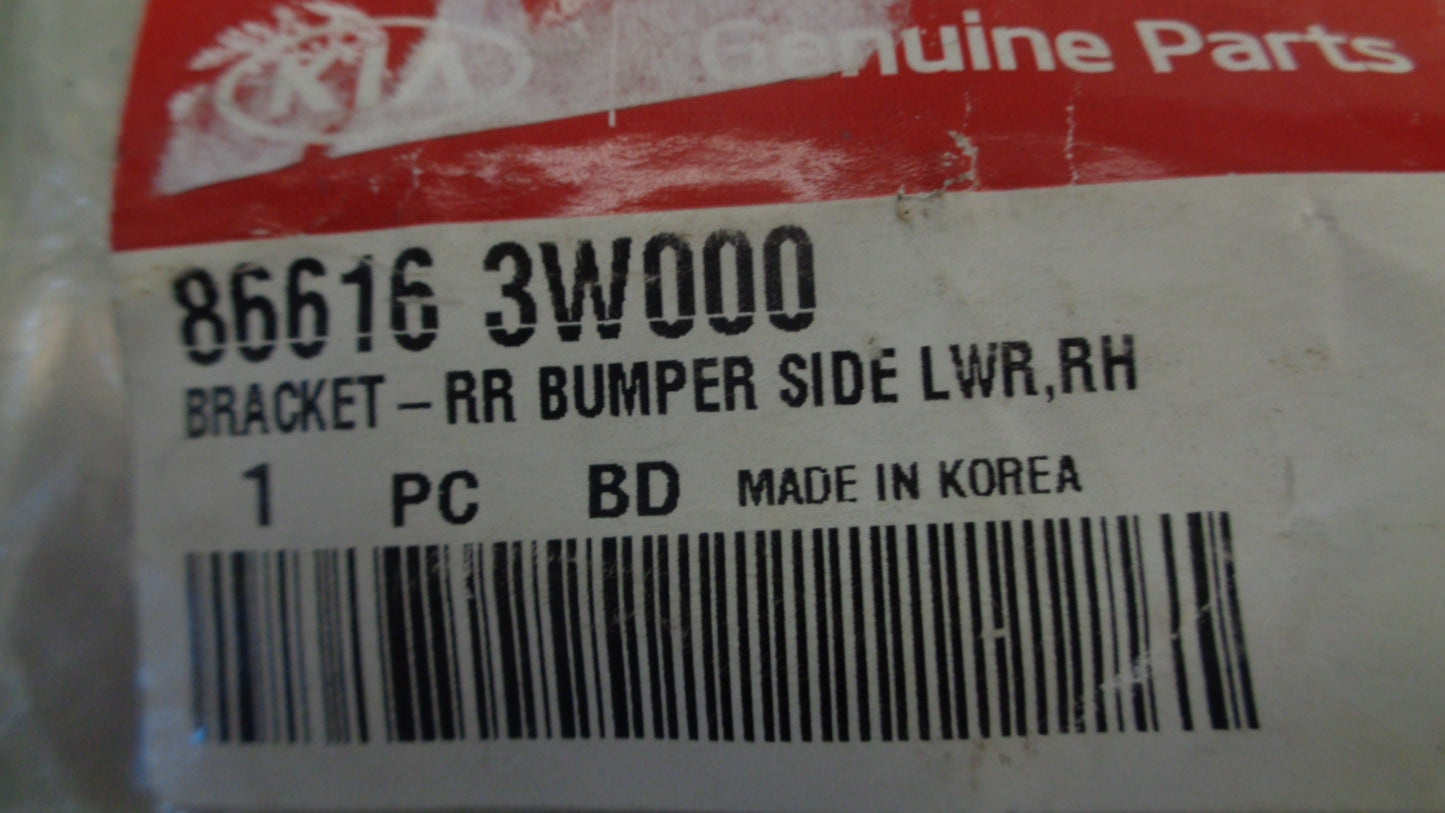 KIA Genuine Parts
86616 3W000
BRACKET-RR BUMPER SIDE LWR,RH
1 PC BD MADE IN KOREA